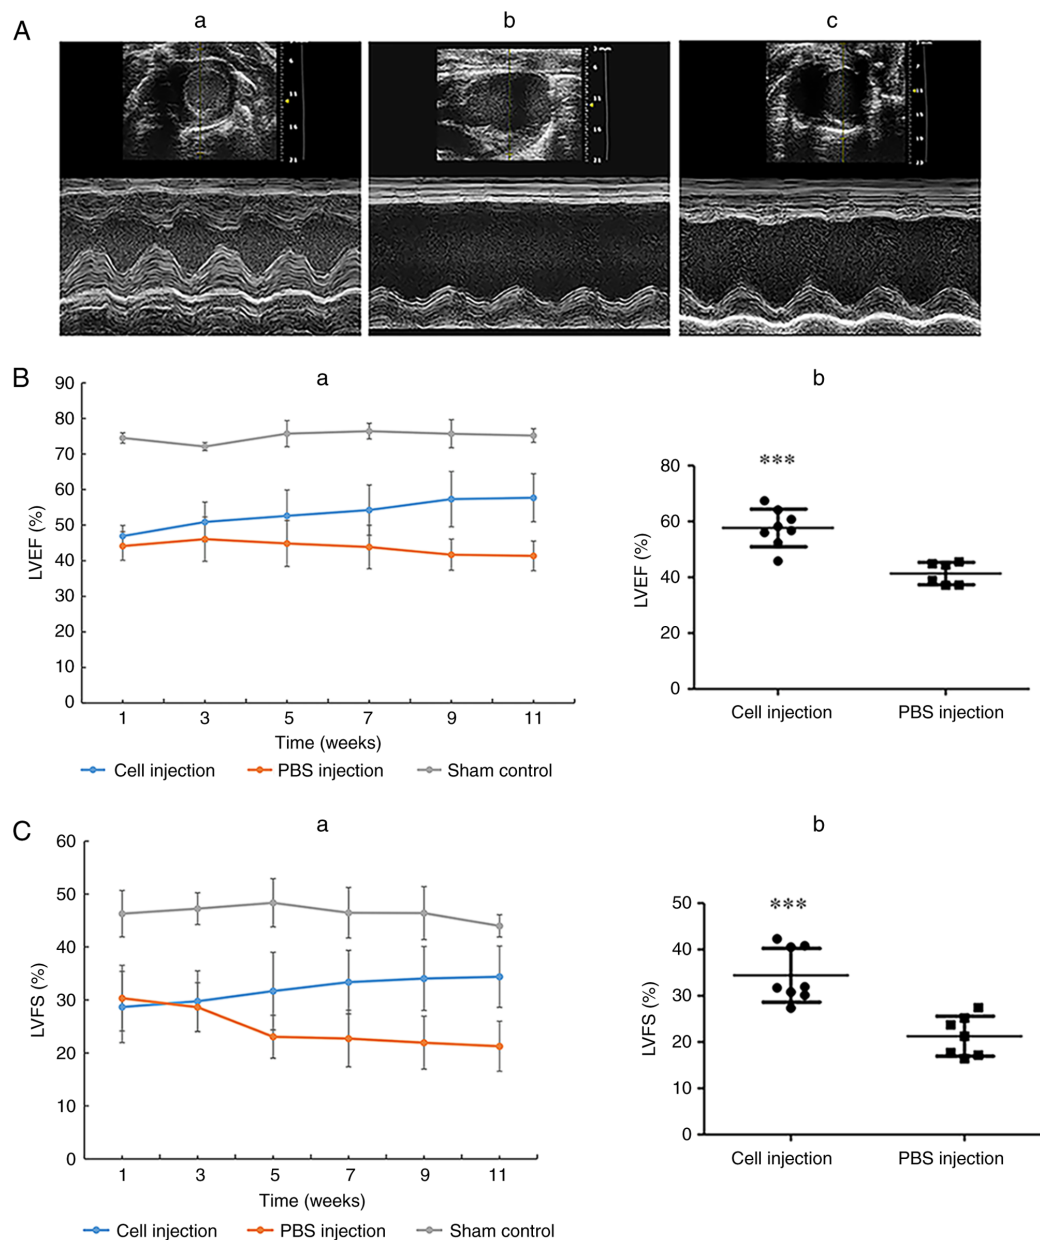 A
a
b
c
3 mm
B
a
b
90
80
70
60
50
40
30
20
10
0
LVEF (%)
1 3 5 7 9 11
Time (weeks)
Cell injection PBS injection Sham control
***
80
60
40
20
0
LVEF (%)
Cell injection PBS injection
C
a
b
60
50
40
30
20
10
0
LVFS (%)
1 3 5 7 9 11
Time (weeks)
Cell injection PBS injection Sham control
***
50
40
30
20
10
0
LVFS (%)
Cell injection PBS injection